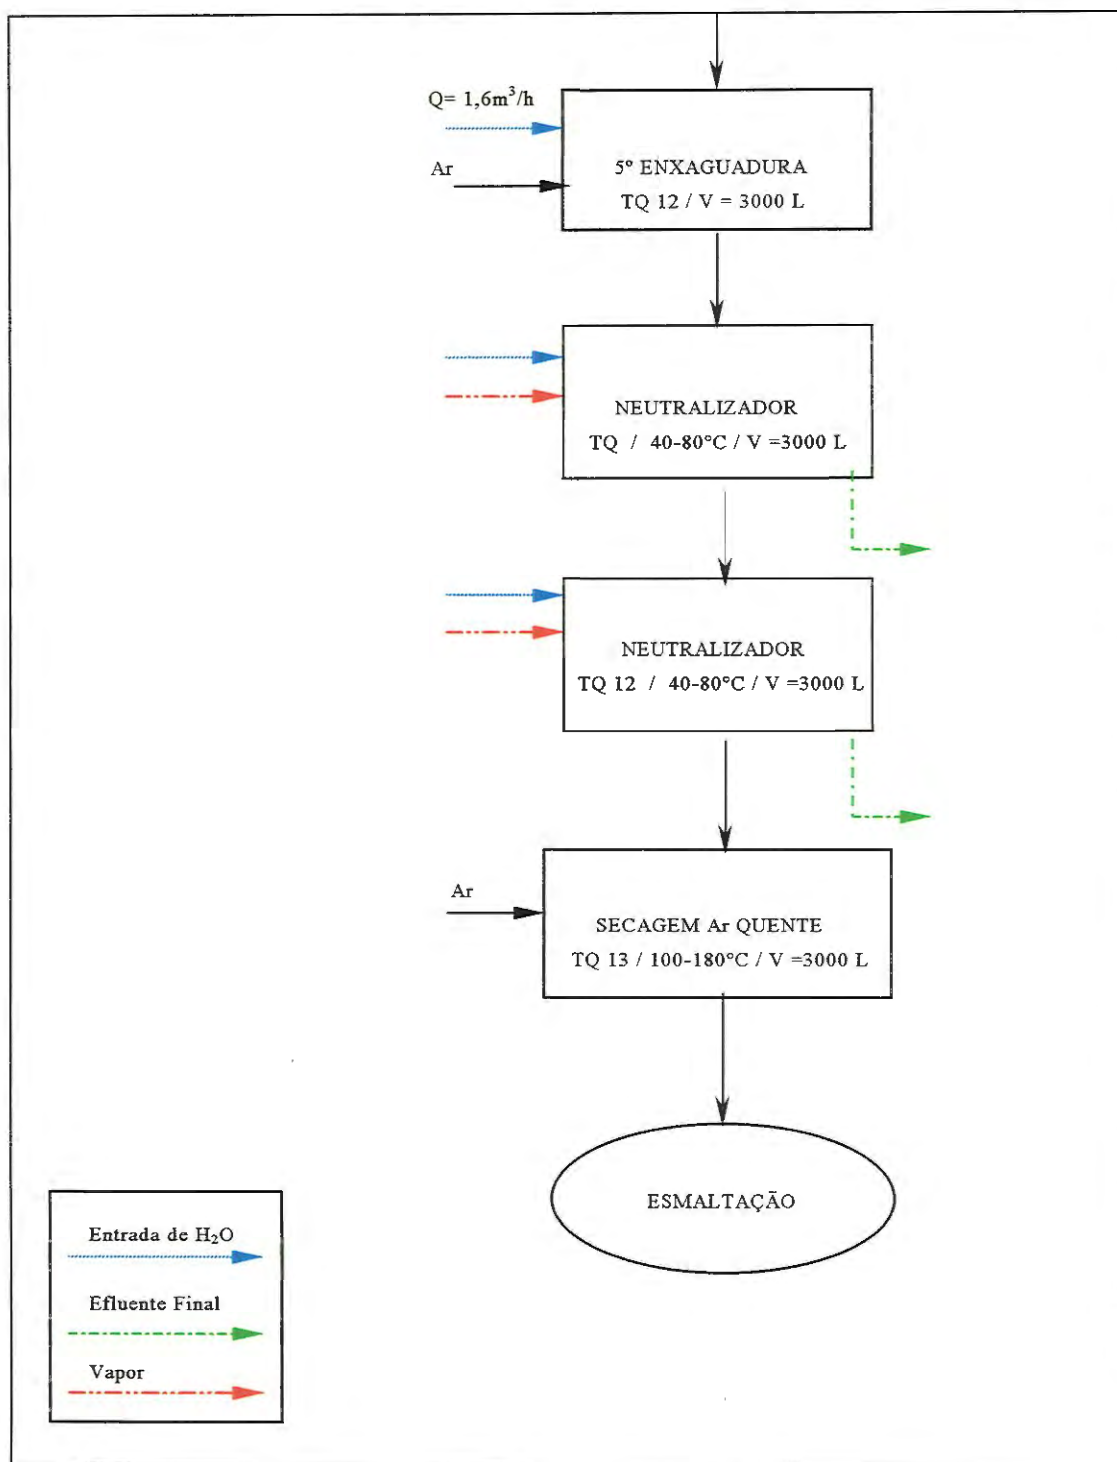 Q= 1,6m³/h
Ar
5º ENXAGUADURA
TQ 12 / V = 3000 L
NEUTRALIZADOR
TQ / 40-80°C / V =3000 L
NEUTRALIZADOR
TQ 12 / 40-80°C / V =3000 L
Ar
SECAGEM Ar QUENTE
TQ 13 / 100-180°C / V =3000 L
ESMALTAÇÃO
Entrada de H₂O
Efluente Final
Vapor